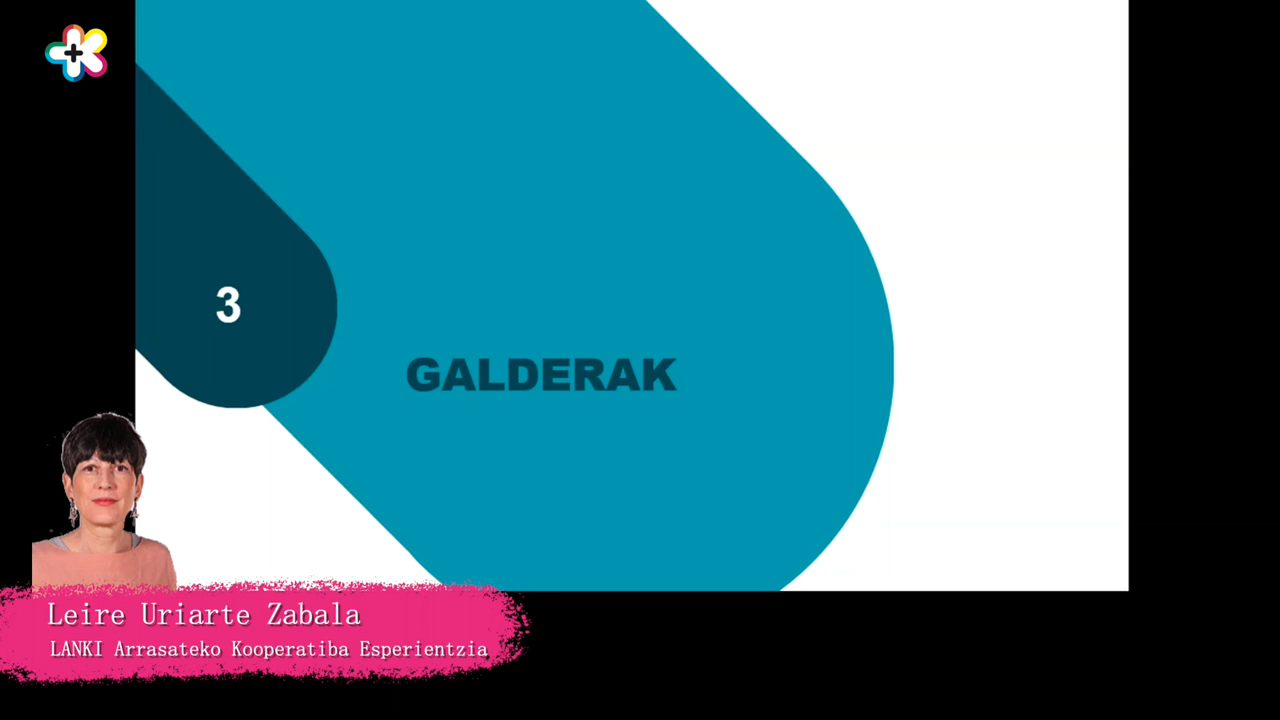 3
GALDERAK
Leire Uriarte Zabala
LANKI Arrasateko Kooperatiba Esperientzia